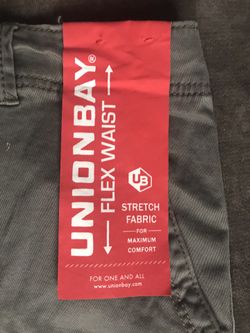 UNIONBAY®
FLEX WAIST
UB
STRETCH
FABRIC
FOR
MAXIMUM
COMFORT
FOR ONE AND ALL
www.unionbay.com